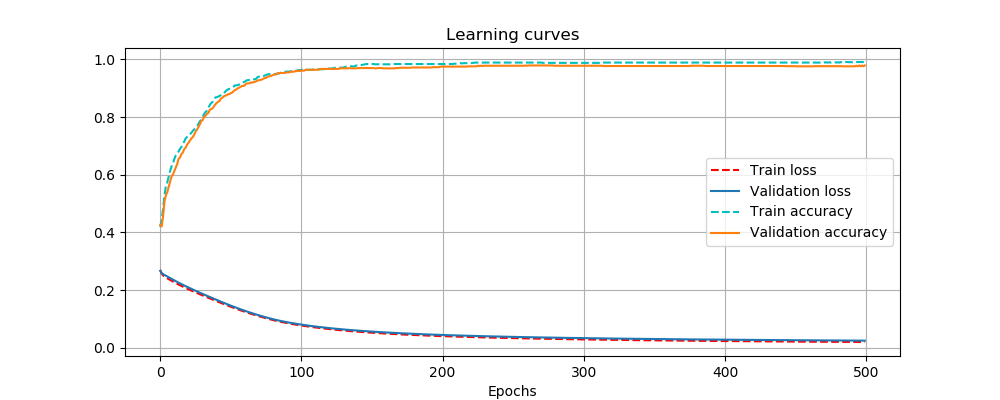 Learning curves
1.0
0.8
0.6
0.4
0.2
0.0
Train loss
Validation loss
Train accuracy
Validation accuracy
0 100 200 300 400 500
Epochs